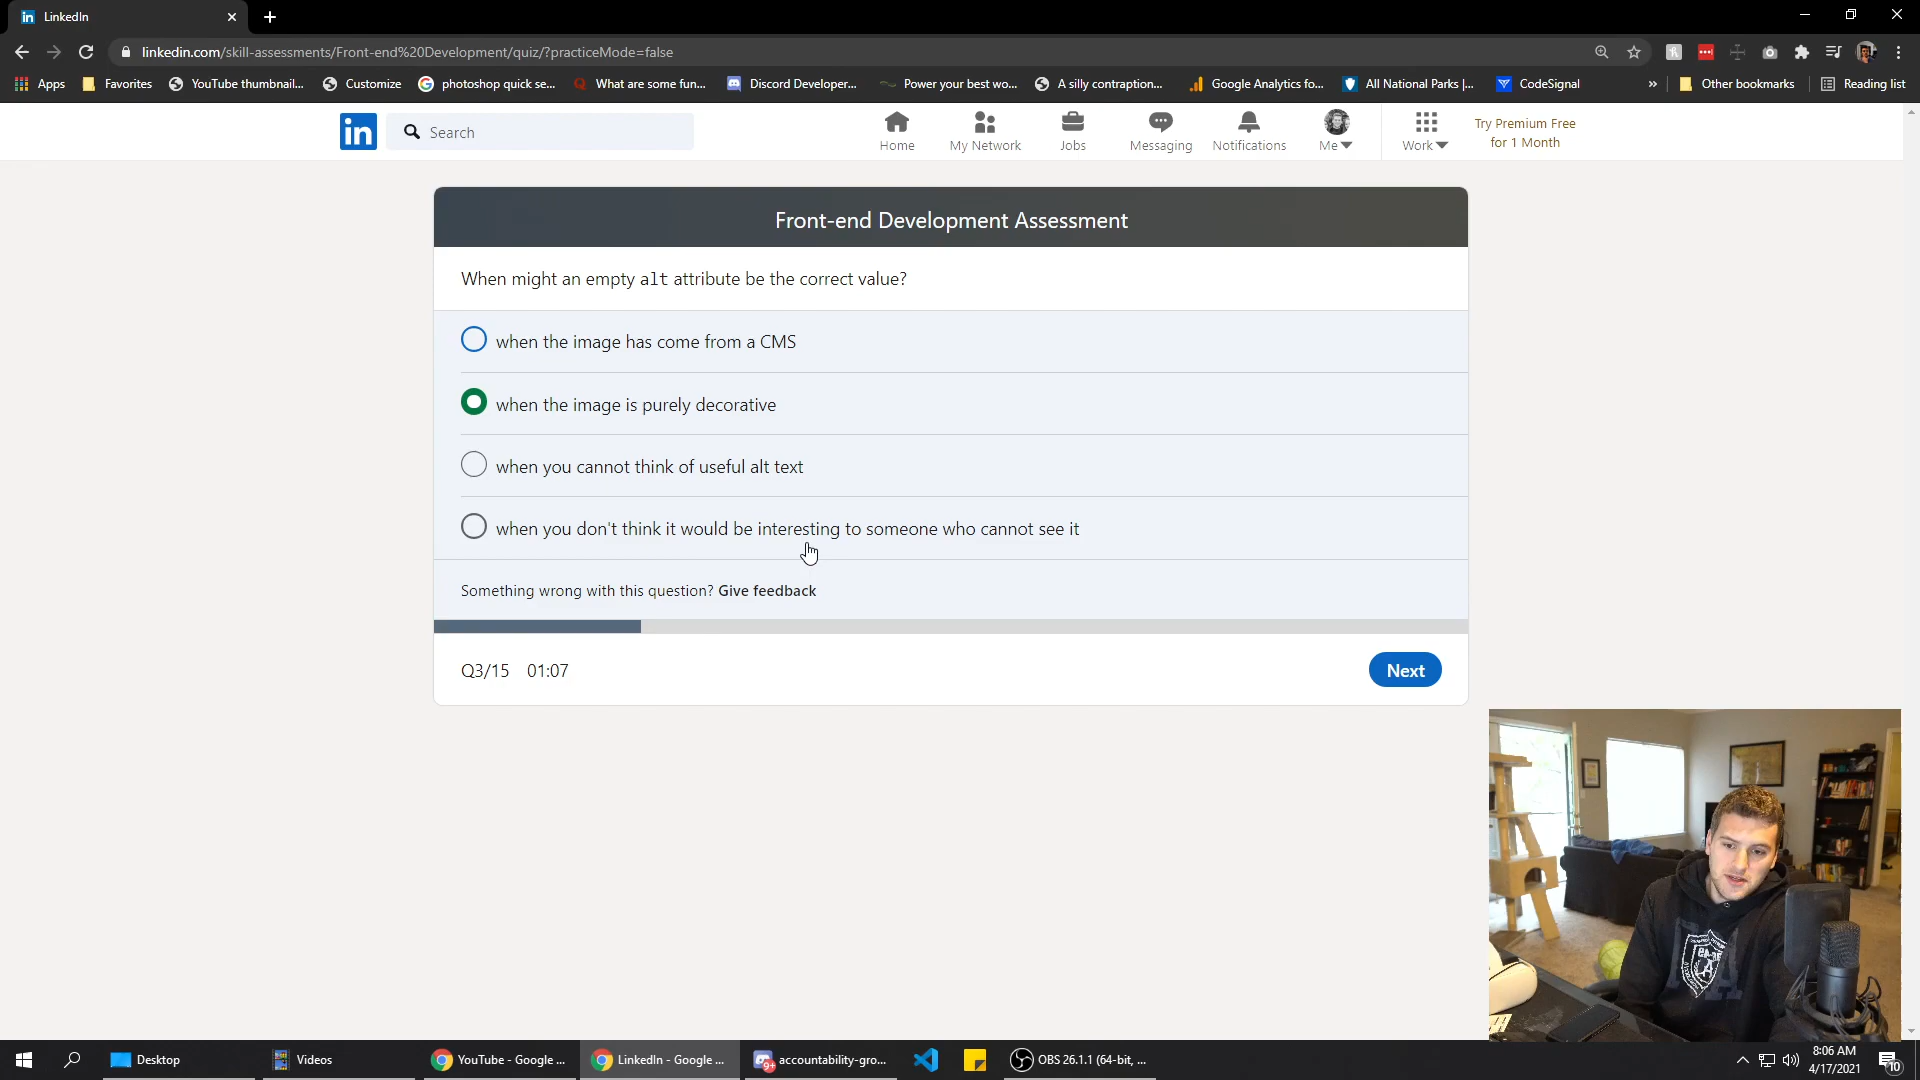 LinkedIn
linkedin.com/skill-assessments/Front-end%20Development/quiz/?practiceMode=false
Apps Favorites YouTube thumbnail... Customize photoshop quick se... What are some fun... Discord Developer... Power your best wo... A silly contraption... Google Analytics fo... All National Parks |... CodeSignal » Other bookmarks Reading list
in Search Home My Network Jobs Messaging Notifications Me Work Try Premium Free
for 1 Month
Front-end Development Assessment
When might an empty alt attribute be the correct value?
when the image has come from a CMS
when the image is purely decorative
when you cannot think of useful alt text
when you don't think it would be interesting to someone who cannot see it
Something wrong with this question? Give feedback
Q3/15 01:07 Next
Desktop Videos YouTube - Google ... LinkedIn - Google ... accountability-gro... OBS 26.1.1 (64-bit, ...
8:06 AM
4/17/2021
10